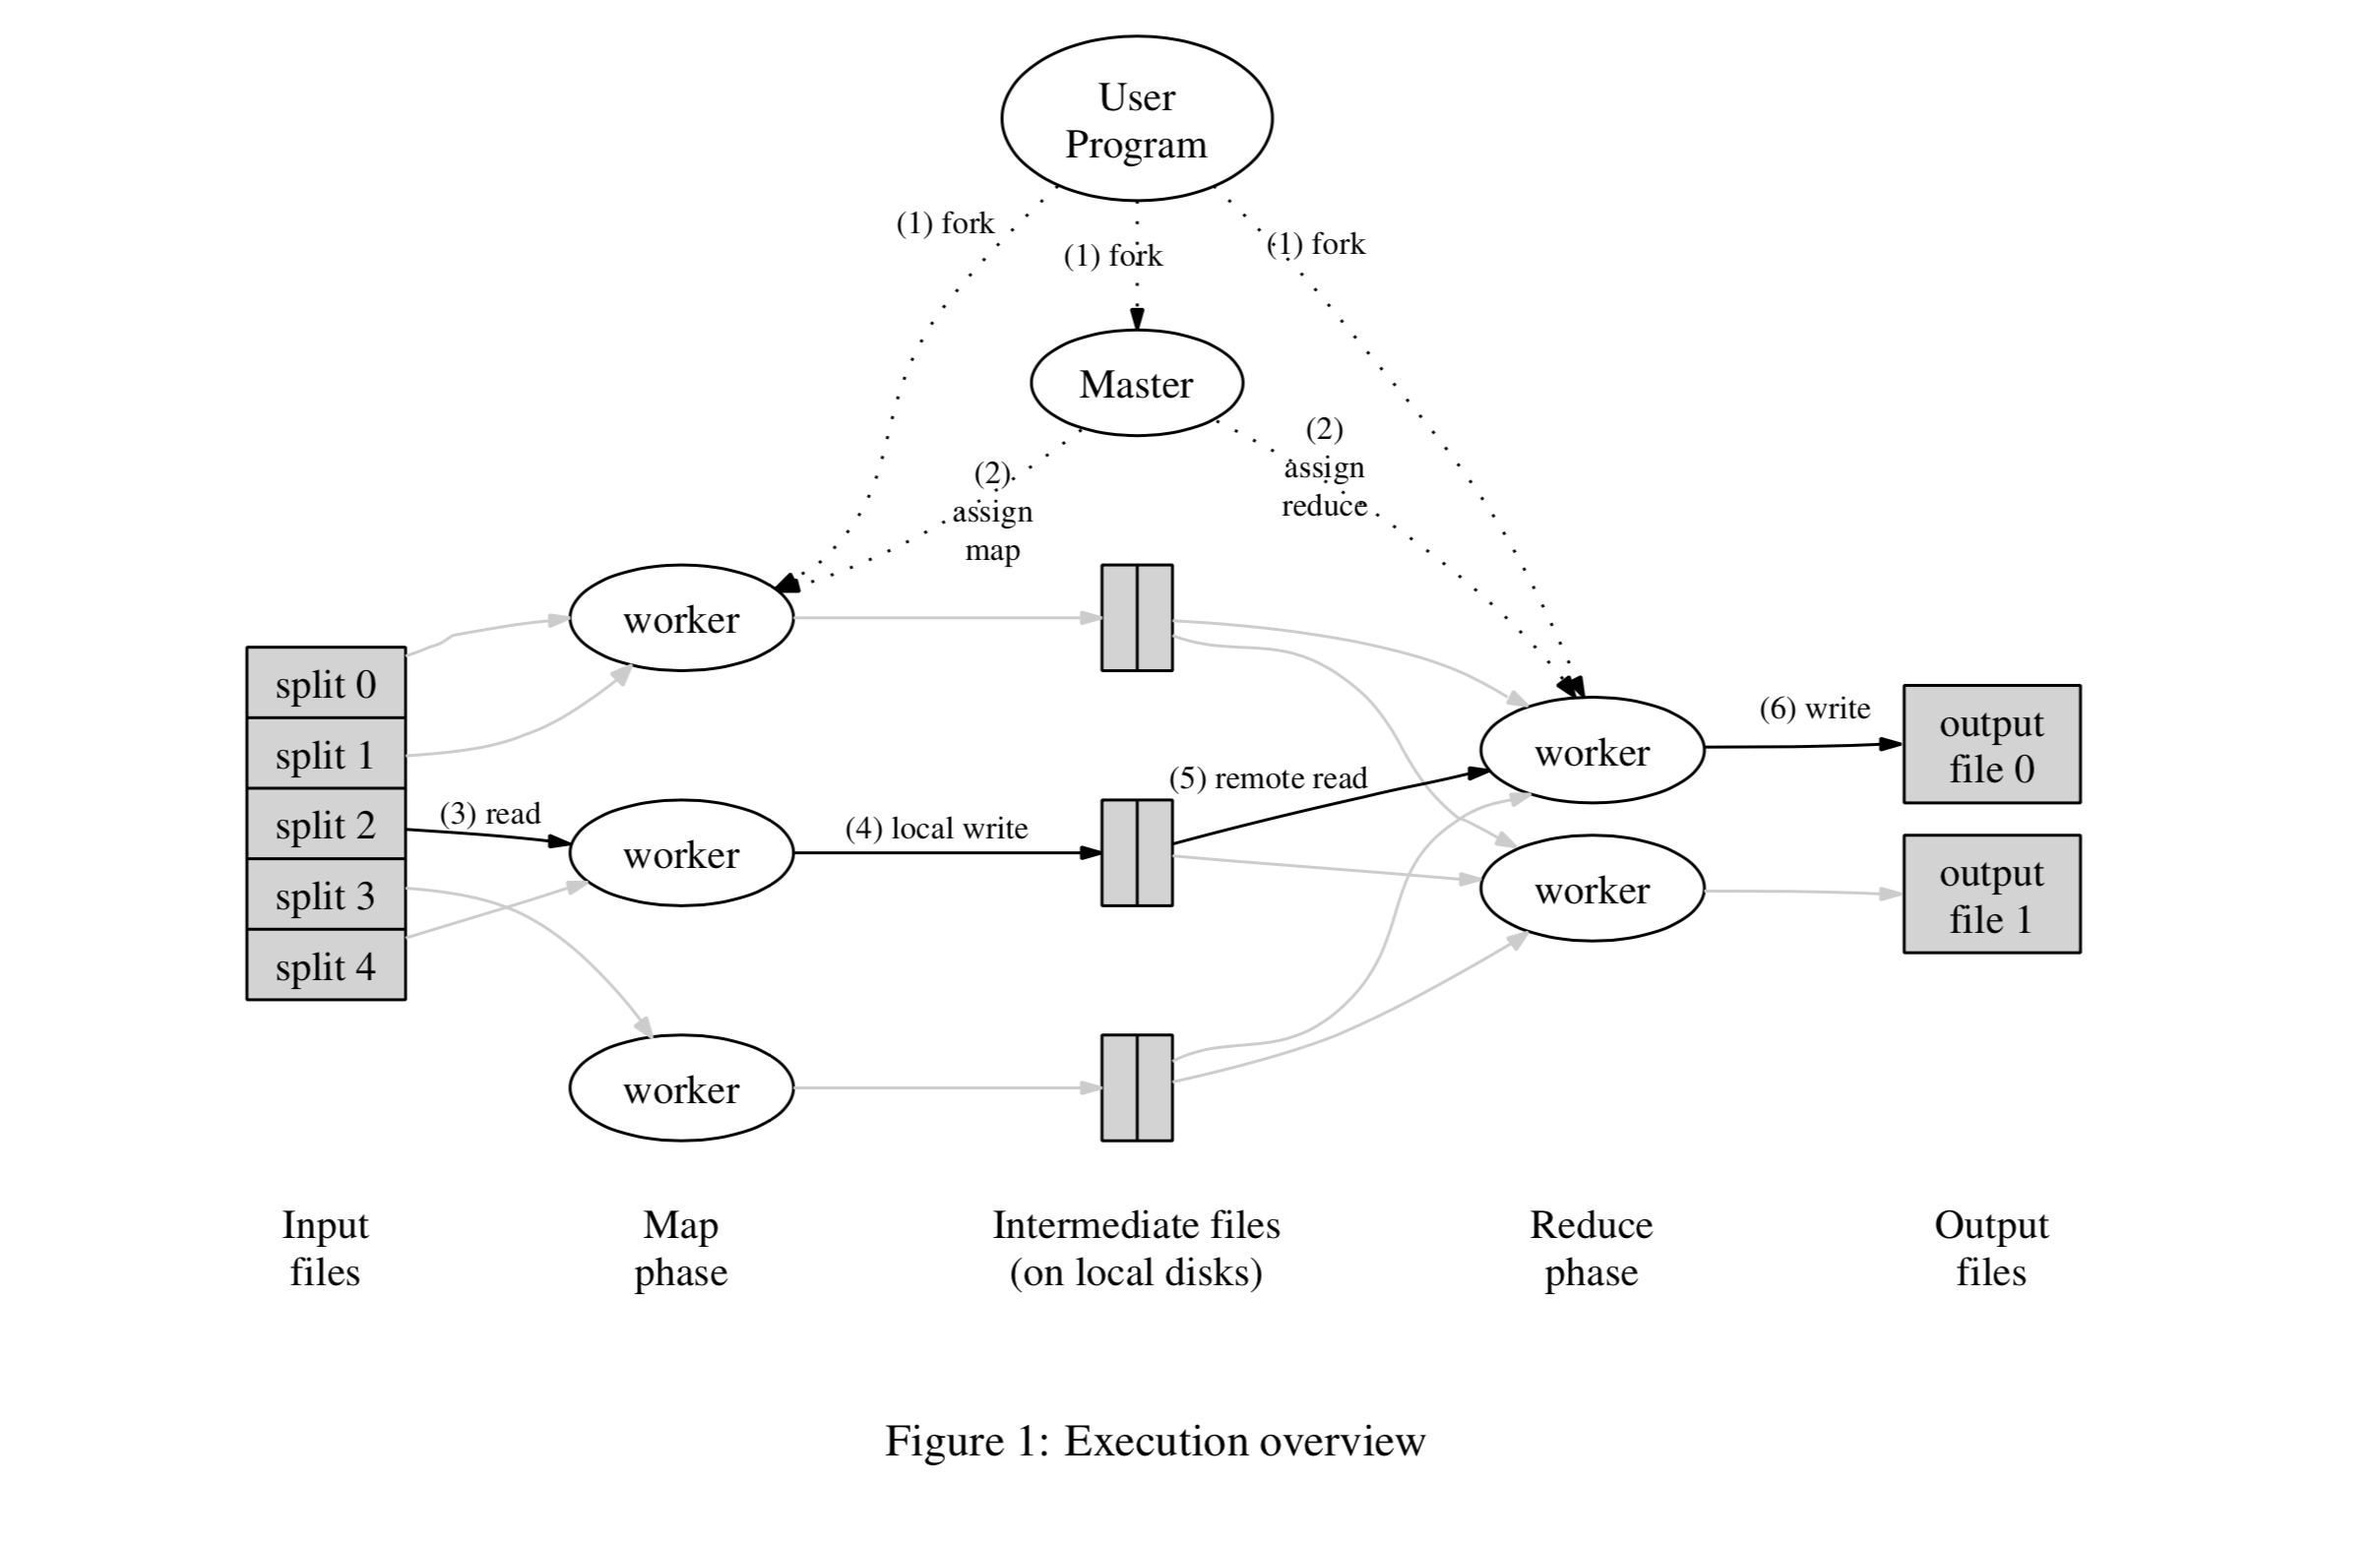 User
Program
(1) fork
(1) fork
(1) fork
Master
(2)
assign
map
(2)
assign
reduce
worker
split 0
split 1
split 2
split 3
split 4
(3) read
worker
(4) local write
worker
(5) remote read
worker
worker
(6) write
output
file 0
output
file 1
Input
files
Map
phase
Intermediate files
(on local disks)
Reduce
phase
Output
files
Figure 1: Execution overview